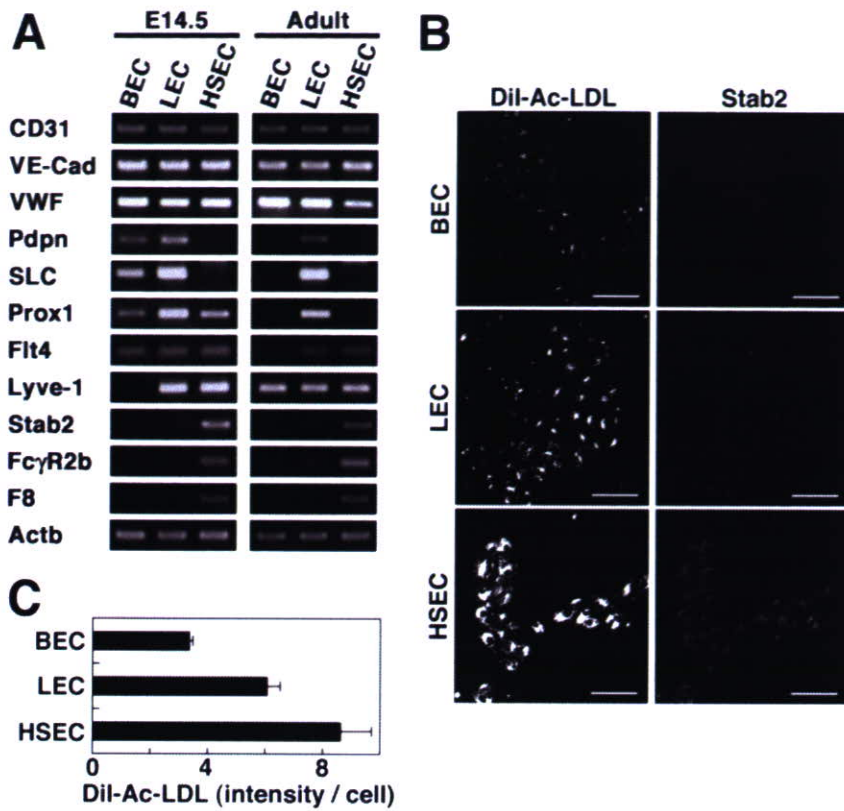 A
E14.5 Adult
BEC LEC HSEC BEC LEC HSEC
CD31
VE-Cad
VWF
Pdpn
SLC
Prox1
Flt4
Lyve-1
Stab2
FcγR2b
F8
Actb
B
Dil-Ac-LDL Stab2
BEC
LEC
HSEC
C
BEC
LEC
HSEC
0 4 8
Dil-Ac-LDL (intensity / cell)